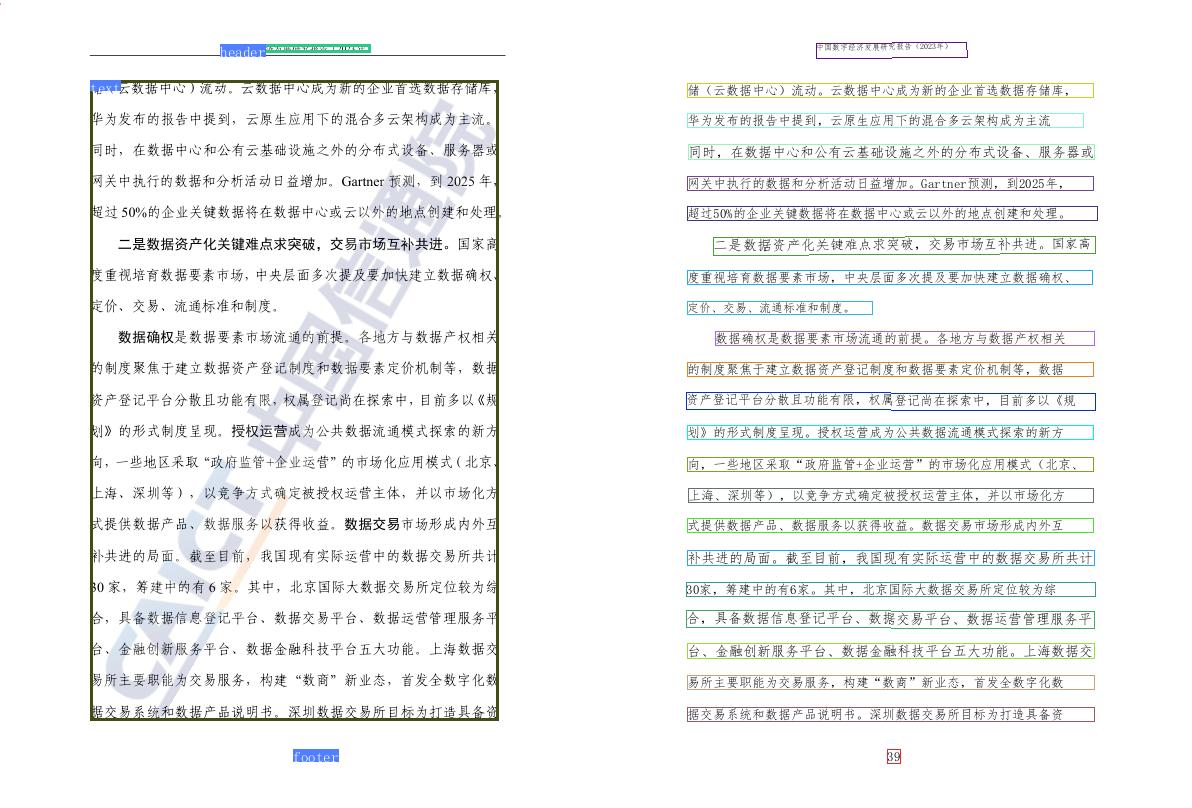 header
text
储（云数据中心）流动。云数据中心成为新的企业首选数据存储库，
华为发布的报告中提到，云原生应用下的混合多云架构成为主流。
同时，在数据中心和公有云基础设施之外的分布式设备、服务器或
网关中执行的数据和分析活动日益增加。Gartner 预测，到 2025 年，
超过 50%的企业关键数据将在数据中心或云以外的地点创建和处理。
二是数据资产化关键难点求突破，交易市场互补共进。国家高
度重视培育数据要素市场，中央层面多次提及要加快建立数据确权、
定价、交易、流通标准和制度。
数据确权是数据要素市场流通的前提。各地方与数据产权相关
的制度聚焦于建立数据资产登记制度和数据要素定价机制等，数据
资产登记平台分散且功能有限，权属登记尚在探索中，目前多以《规
划》的形式制度呈现。授权运营成为公共数据流通模式探索的新方
向，一些地区采取“政府监管+企业运营”的市场化应用模式（北京、
上海、深圳等），以竞争方式确定被授权运营主体，并以市场化方
式提供数据产品、数据服务以获得收益。数据交易市场形成内外互
补共进的局面。截至目前，我国现有实际运营中的数据交易所共计
30 家，筹建中的有 6 家。其中，北京国际大数据交易所定位较为综
合，具备数据信息登记平台、数据交易平台、数据运营管理服务平
台、金融创新服务平台、数据金融科技平台五大功能。上海数据交
易所主要职能为交易服务，构建“数商”新业态，首发全数字化数
据交易系统和数据产品说明书。深圳数据交易所目标为打造具备资
footer
CAICT 中国信通院
中国数字经济发展研究报告（2023年）
储（云数据中心）流动。云数据中心成为新的企业首选数据存储库，
华为发布的报告中提到，云原生应用下的混合多云架构成为主流
同时，在数据中心和公有云基础设施之外的分布式设备、服务器或
网关中执行的数据和分析活动日益增加。Gartner预测，到2025年，
超过50%的企业关键数据将在数据中心或云以外的地点创建和处理。
二是数据资产化关键难点求突破，交易市场互补共进。国家高
度重视培育数据要素市场，中央层面多次提及要加快建立数据确权、
定价、交易、流通标准和制度。
数据确权是数据要素市场流通的前提。各地方与数据产权相关
的制度聚焦于建立数据资产登记制度和数据要素定价机制等，数据
资产登记平台分散且功能有限，权属登记尚在探索中，目前多以《规
划》的形式制度呈现。授权运营成为公共数据流通模式探索的新方
向，一些地区采取“政府监管+企业运营”的市场化应用模式（北京、
上海、深圳等），以竞争方式确定被授权运营主体，并以市场化方
式提供数据产品、数据服务以获得收益。数据交易市场形成内外互
补共进的局面。截至目前，我国现有实际运营中的数据交易所共计
30家，筹建中的有6家。其中，北京国际大数据交易所定位较为综
合，具备数据信息登记平台、数据交易平台、数据运营管理服务平
台、金融创新服务平台、数据金融科技平台五大功能。上海数据交
易所主要职能为交易服务，构建“数商”新业态，首发全数字化数
据交易系统和数据产品说明书。深圳数据交易所目标为打造具备资
39